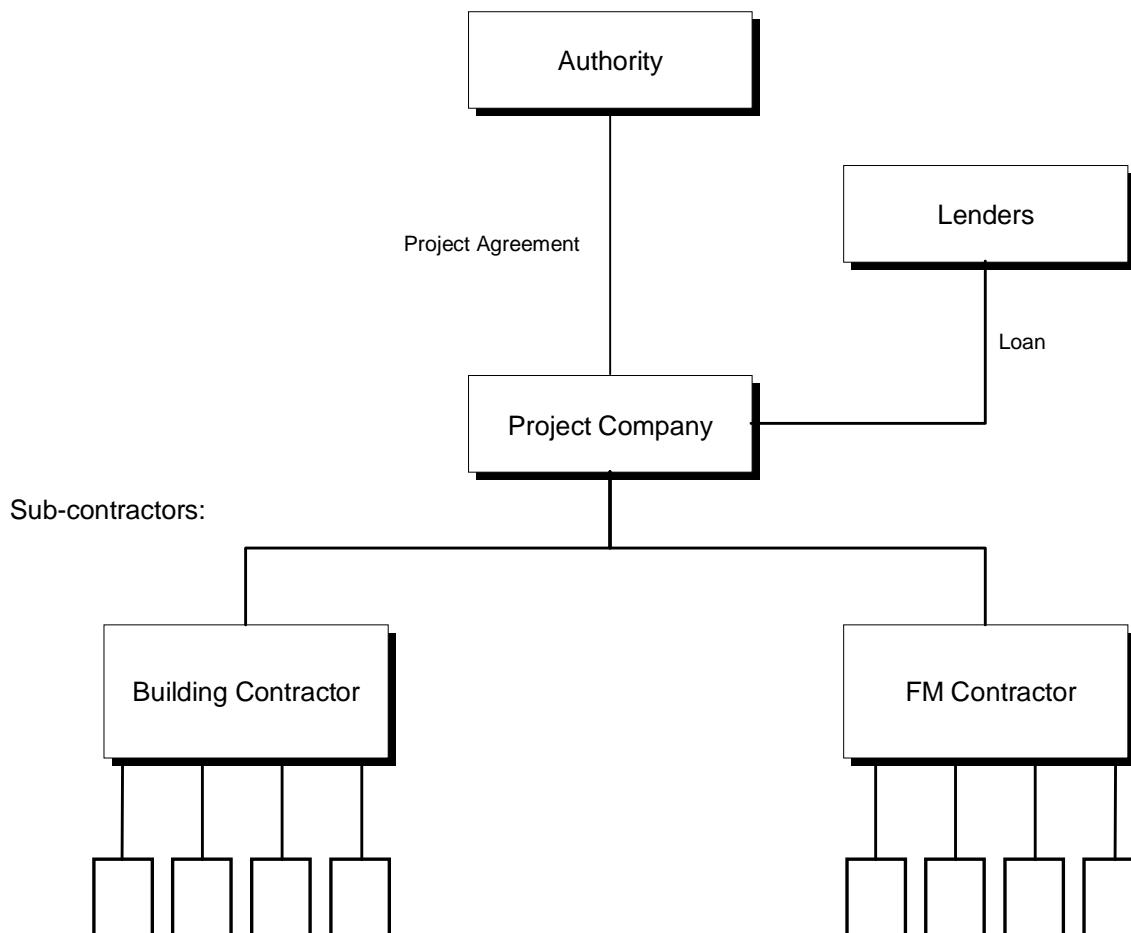 Authority
Lenders
Project Agreement
Loan
Project Company
Sub-contractors:
Building Contractor
FM Contractor